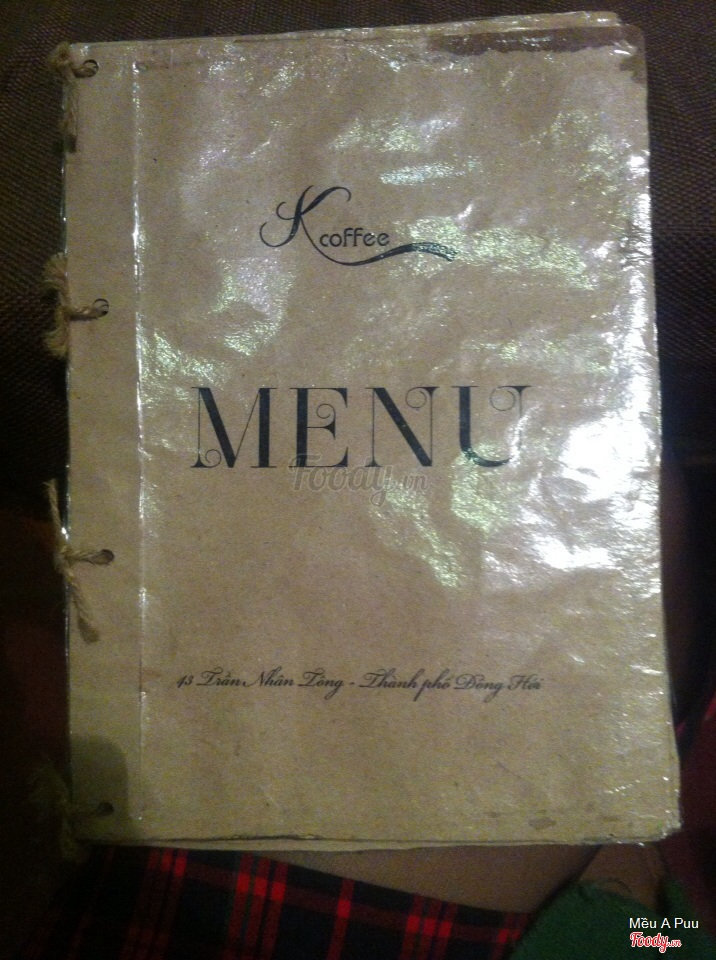 K coffee
MENU
Foody.vn
43 Trần Nhân Tông - Thành phố Đồng Hới
Mều A Puu
Foody.vn